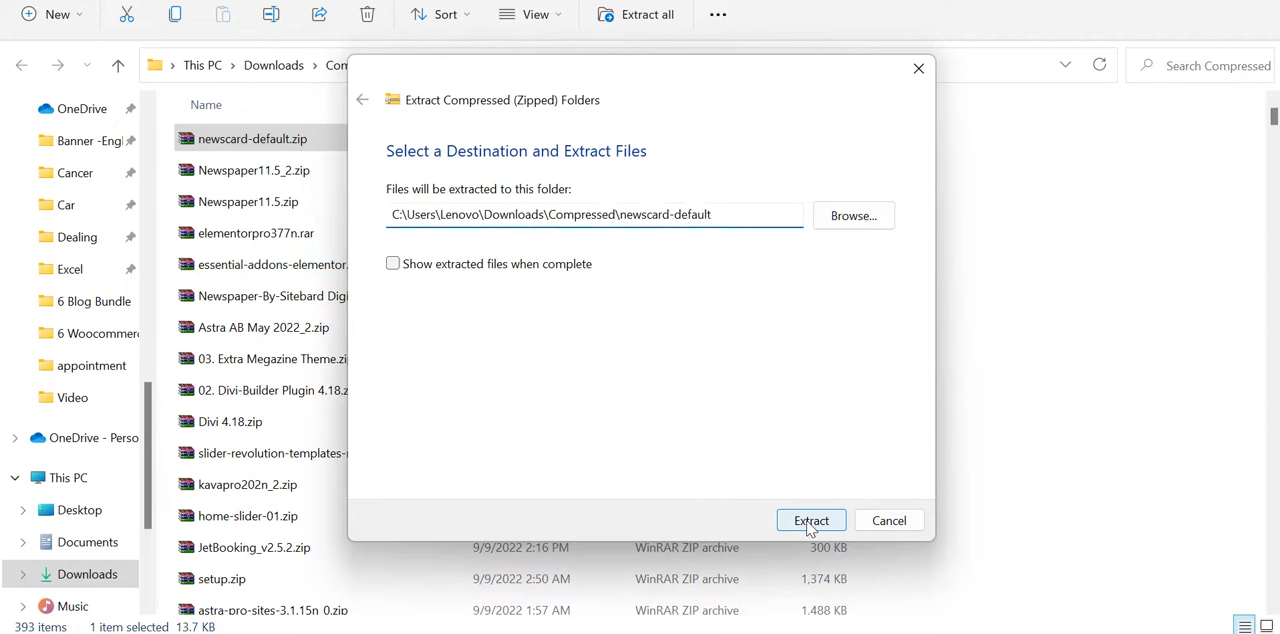 New
Sort
View
Extract all
This PC
Downloads
Com
Search Compressed
OneDrive
Banner -Engl
Cancer
Car
Dealing
Excel
6 Blog Bundle
6 Woocommerc
appointment
Video
OneDrive - Perso
This PC
Desktop
Documents
Downloads
Music
Name
newscard-default.zip
Newspaper11.5_2.zip
Newspaper11.5.zip
elementorpro377n.rar
essential-addons-elementor.
Newspaper-By-Sitebard Digi
Astra AB May 2022_2.zip
03. Extra Megazine Theme.zi
02. Divi-Builder Plugin 4.18.z
Divi 4.18.zip
slider-revolution-templates-
kavapro202n_2.zip
home-slider-01.zip
JetBooking_v2.5.2.zip 9/9/2022 2:16 PM WinRAR ZIP archive 300 KB
setup.zip 9/9/2022 2:50 AM WinRAR ZIP archive 1,374 KB
astra-pro-sites-3.1.15n_0.zip 9/9/2022 1:57 AM WinRAR ZIP archive 1,488 KB
Extract Compressed (Zipped) Folders
Select a Destination and Extract Files
Files will be extracted to this folder:
C:\Users\Lenovo\Downloads\Compressed\newscard-default
Browse...
Show extracted files when complete
Extract
Cancel
393 items 1 item selected 13.7 KB